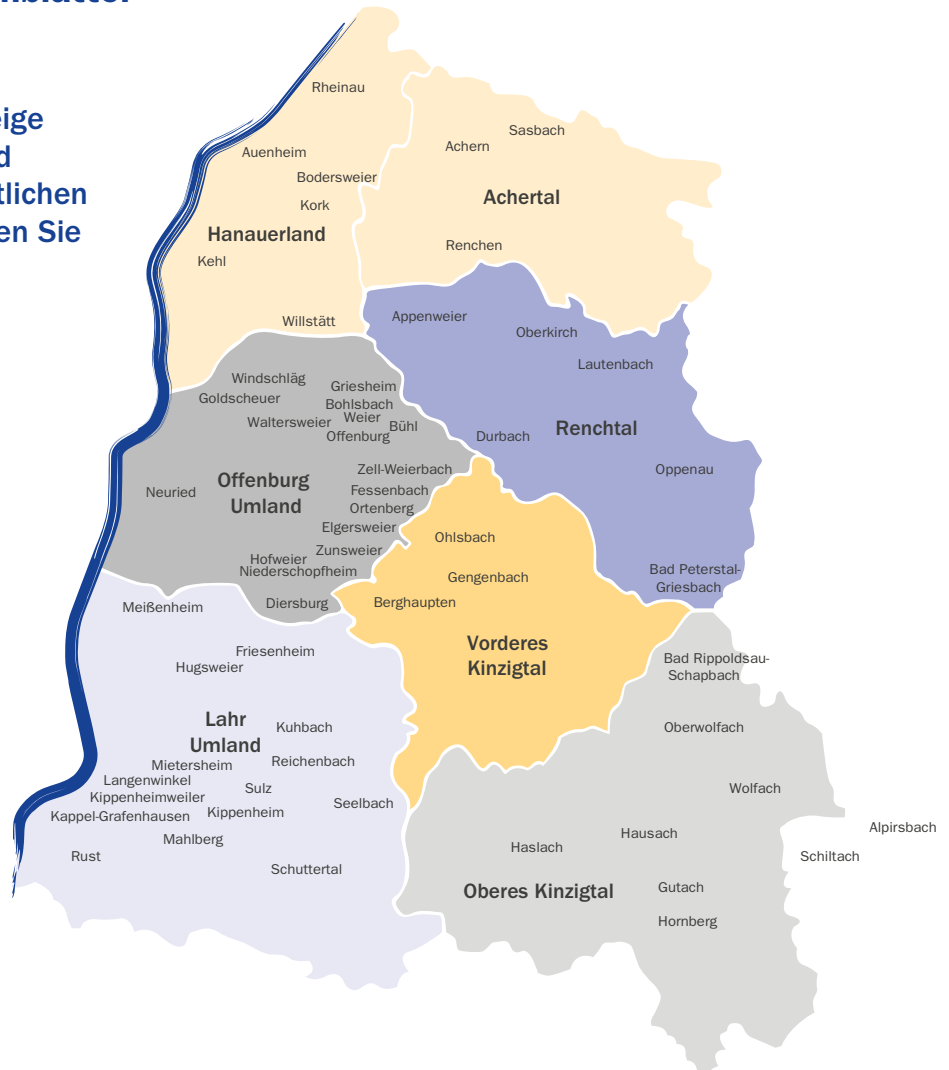 eige
d
tlichen
en Sie
Rheinau
Auenheim
Bodersweier
Kork
Hanauerland
Kehl
Willstätt
Sasbach
Achern
Achertal
Renchen
Appenweier
Oberkirch
Lautenbach
Durbach
Renchtal
Oppenau
Bad Peterstal-
Griesbach
Windschläg
Griesheim
Goldscheuer
Bohlsbach
Waltersweier
Weier
Bühl
Offenburg
Zell-Weierbach
Offenburg
Umland
Neuried
Fessenbach
Ortenberg
Elgersweier
Zunsweier
Hofweier
Niederschopfheim
Diersburg
Ohlsbach
Gengenbach
Berghaupten
Vorderes
Kinzigtal
Meißenheim
Friesenheim
Hugsweier
Lahr
Umland
Kuhbach
Mietersheim
Reichenbach
Langenwinkel
Sulz
Kippenheimweiler
Seelbach
Kappel-Grafenhausen
Kippenheim
Mahlberg
Rust
Schuttertal
Bad Rippoldsau-
Schapbach
Oberwolfach
Wolfach
Alpirsbach
Schiltach
Hausach
Haslach
Oberes Kinzigtal
Gutach
Hornberg